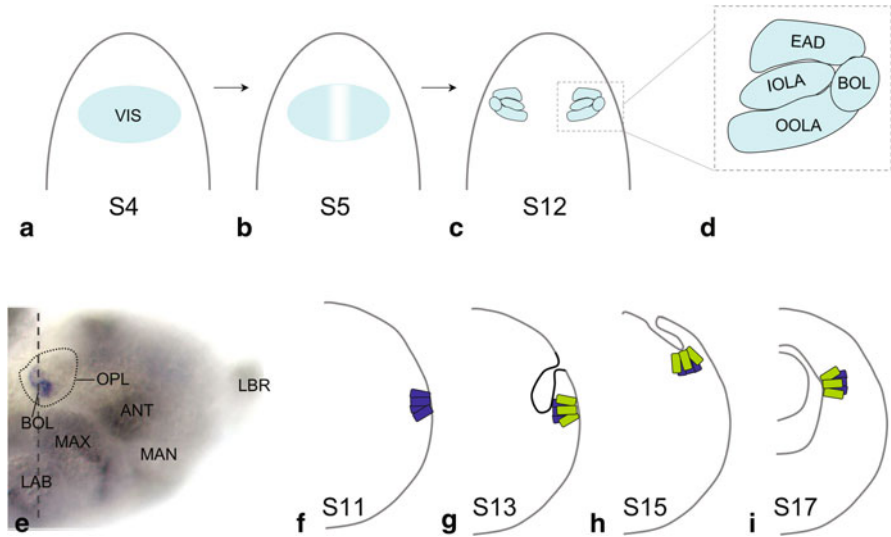 VIS
S4
S5
S12
EAD
IOLA
BOL
OOLA
a
b
c
d
OPL
LBR
BOL
ANT
MAX
MAN
LAB
S11
S13
S15
S17
e
f
g
h
i